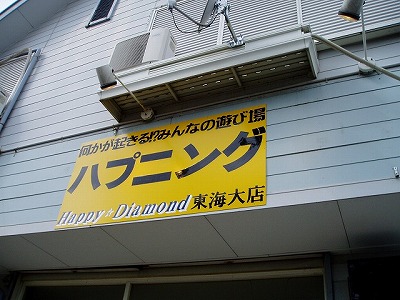 何かが起きる!?みんなの遊び場
ハプニング
Happy☆Diamond 東海大店